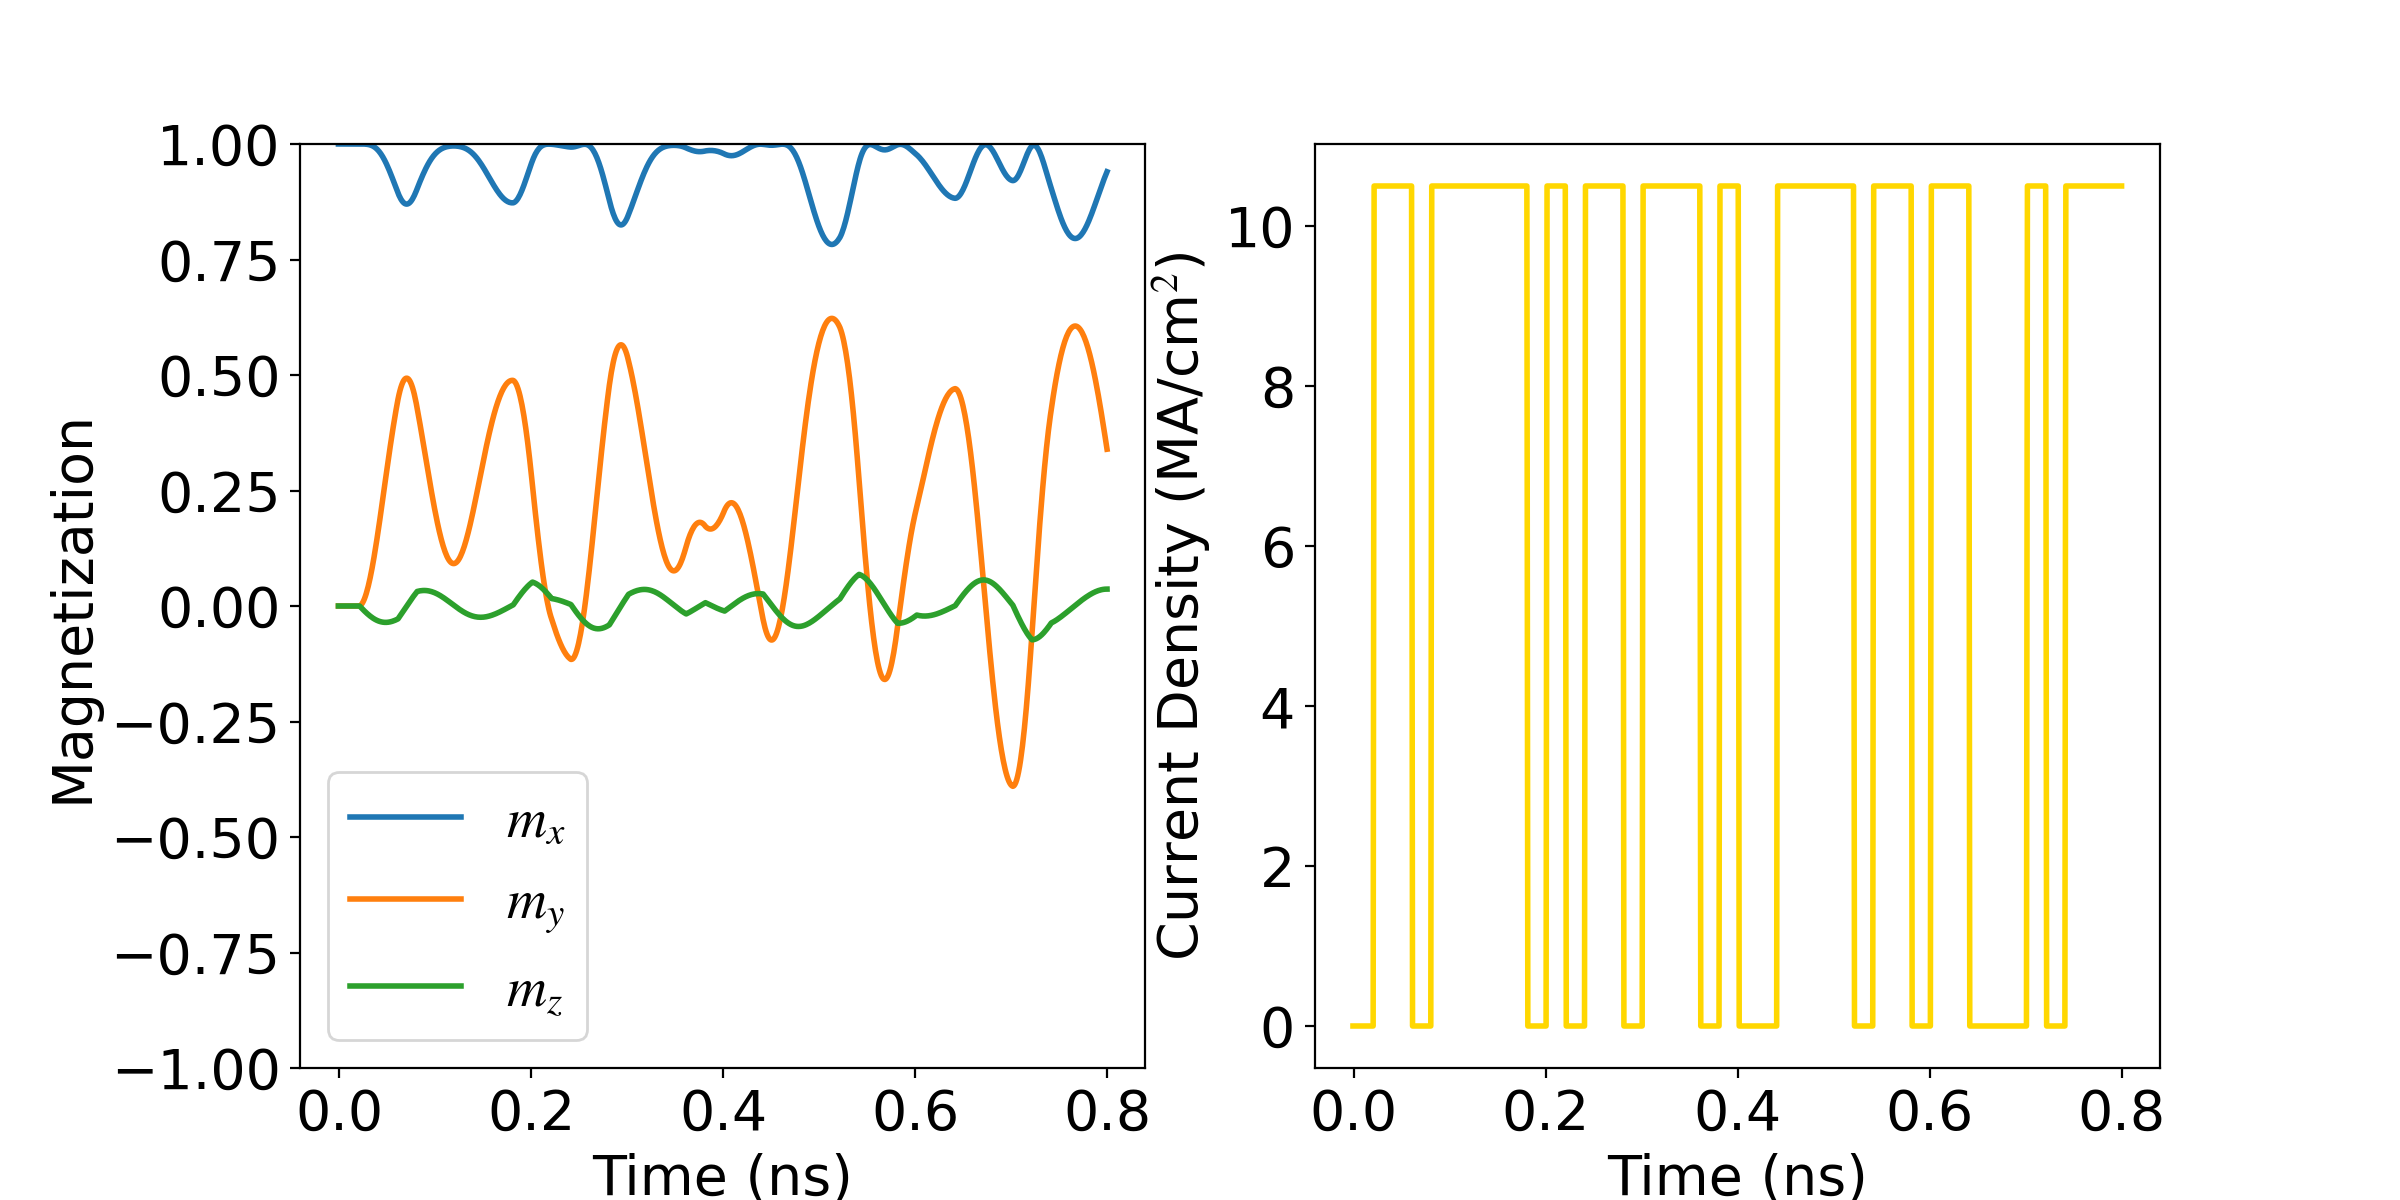 Magnetization
1.00
0.75
0.50
0.25
0.00
−0.25
−0.50
−0.75
−1.00
m_x
m_y
m_z
0.0 0.2 0.4 0.6 0.8
Time (ns)
Current Density (MA/cm²)
10
8
6
4
2
0
0.0 0.2 0.4 0.6 0.8
Time (ns)